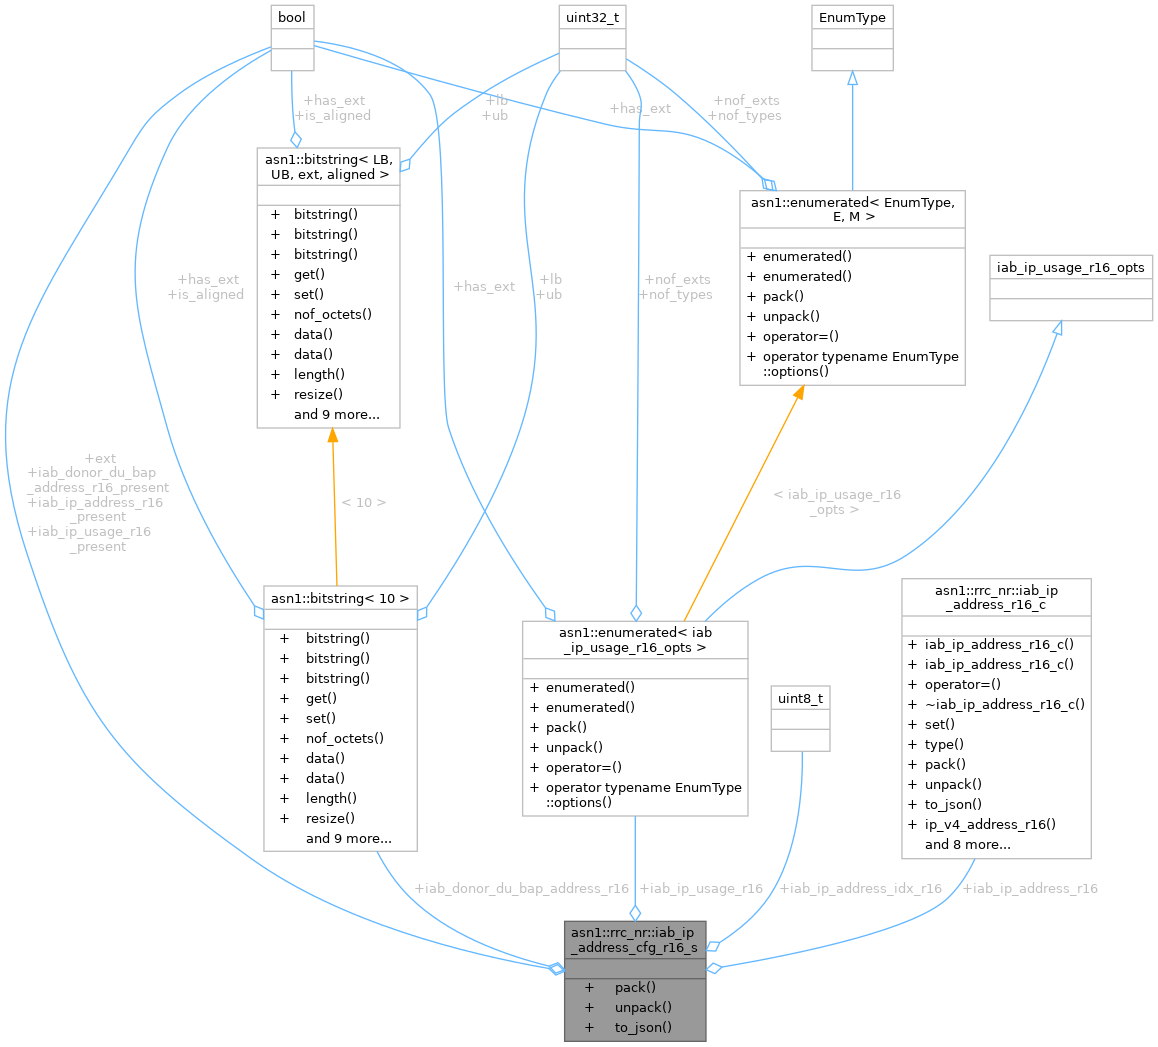 bool
uint32_t
EnumType
+has_ext
+is_aligned
+lb
+ub
+has_ext
+nof_exts
+nof_types
asn1::bitstring< LB,
UB, ext, aligned >
+ bitstring()
+ bitstring()
+ bitstring()
+ get()
+ set()
+ nof_octets()
+ data()
+ data()
+ length()
+ resize()
and 9 more...
asn1::enumerated< EnumType,
E, M >
+ enumerated()
+ enumerated()
+ pack()
+ unpack()
+ operator=()
+ operator typename EnumType
::options()
iab_ip_usage_r16_opts
+has_ext
+is_aligned
+has_ext
+lb
+ub
+nof_exts
+nof_types
+ext
+iab_donor_du_bap
_address_r16_present
+iab_ip_address_r16
_present
+iab_ip_usage_r16
_present
< 10 >
< iab_ip_usage_r16
_opts >
asn1::bitstring< 10 >
+ bitstring()
+ bitstring()
+ bitstring()
+ get()
+ set()
+ nof_octets()
+ data()
+ data()
+ length()
+ resize()
and 9 more...
asn1::enumerated< iab
_ip_usage_r16_opts >
+ enumerated()
+ enumerated()
+ pack()
+ unpack()
+ operator=()
+ operator typename EnumType
::options()
uint8_t
asn1::rrc_nr::iab_ip
_address_r16_c
+ iab_ip_address_r16_c()
+ iab_ip_address_r16_c()
+ operator=()
+ ~iab_ip_address_r16_c()
+ set()
+ type()
+ pack()
+ unpack()
+ to_json()
+ ip_v4_address_r16()
and 8 more...
+iab_donor_du_bap_address_r16
+iab_ip_usage_r16
+iab_ip_address_idx_r16
+iab_ip_address_r16
asn1::rrc_nr::iab_ip
_address_cfg_r16_s
+ pack()
+ unpack()
+ to_json()